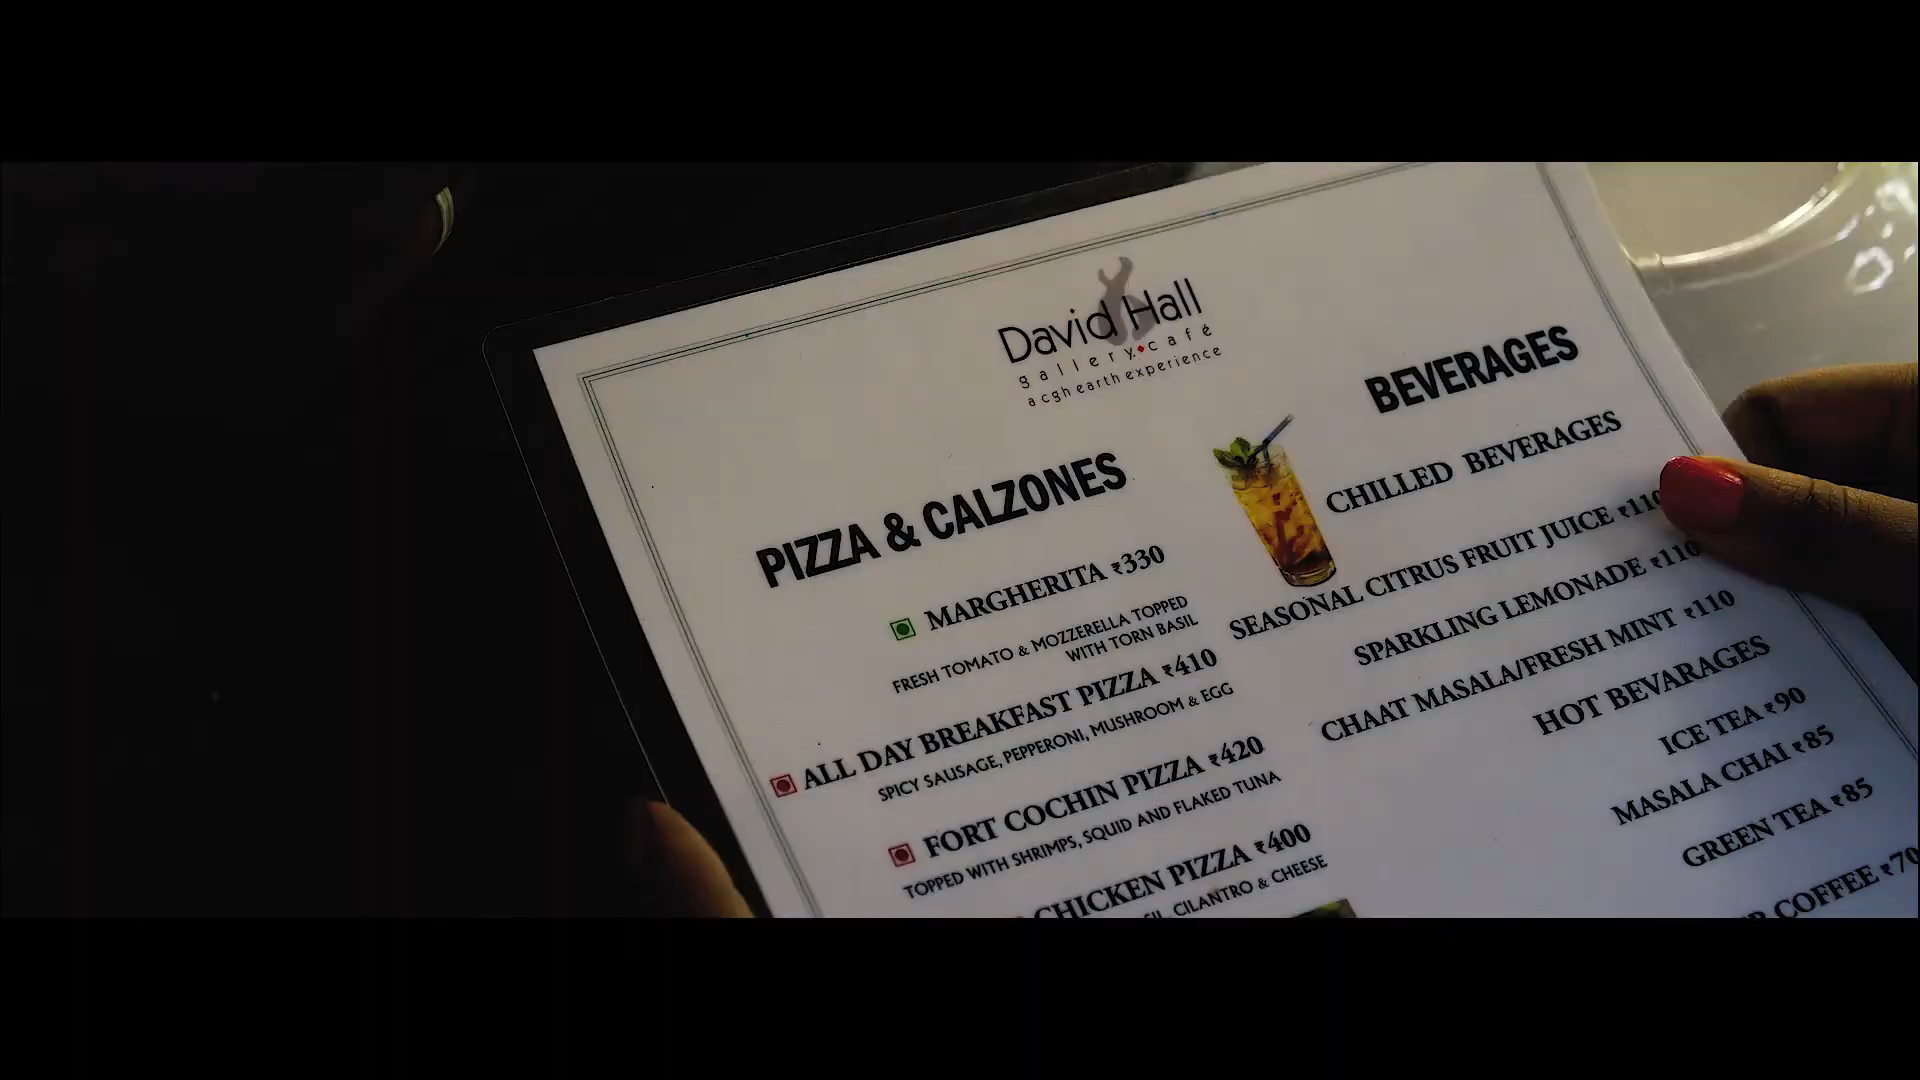 David Hall
gallery café
a cgh earth experience
PIZZA & CALZONES
MARGHERITA ₹330
FRESH TOMATO & MOZZERELLA TOPPED
WITH TORN BASIL
ALL DAY BREAKFAST PIZZA ₹410
SPICY SAUSAGE, PEPPERONI, MUSHROOM & EGG
FORT COCHIN PIZZA ₹420
TOPPED WITH SHRIMPS, SQUID AND FLAKED TUNA
CHICKEN PIZZA ₹400
CILANTRO & CHEESE
BEVERAGES
CHILLED BEVERAGES
SEASONAL CITRUS FRUIT JUICE ₹110
SPARKLING LEMONADE ₹110
CHAAT MASALA/FRESH MINT ₹110
HOT BEVARAGES
ICE TEA ₹90
MASALA CHAI ₹85
GREEN TEA ₹85
COFFEE ₹70